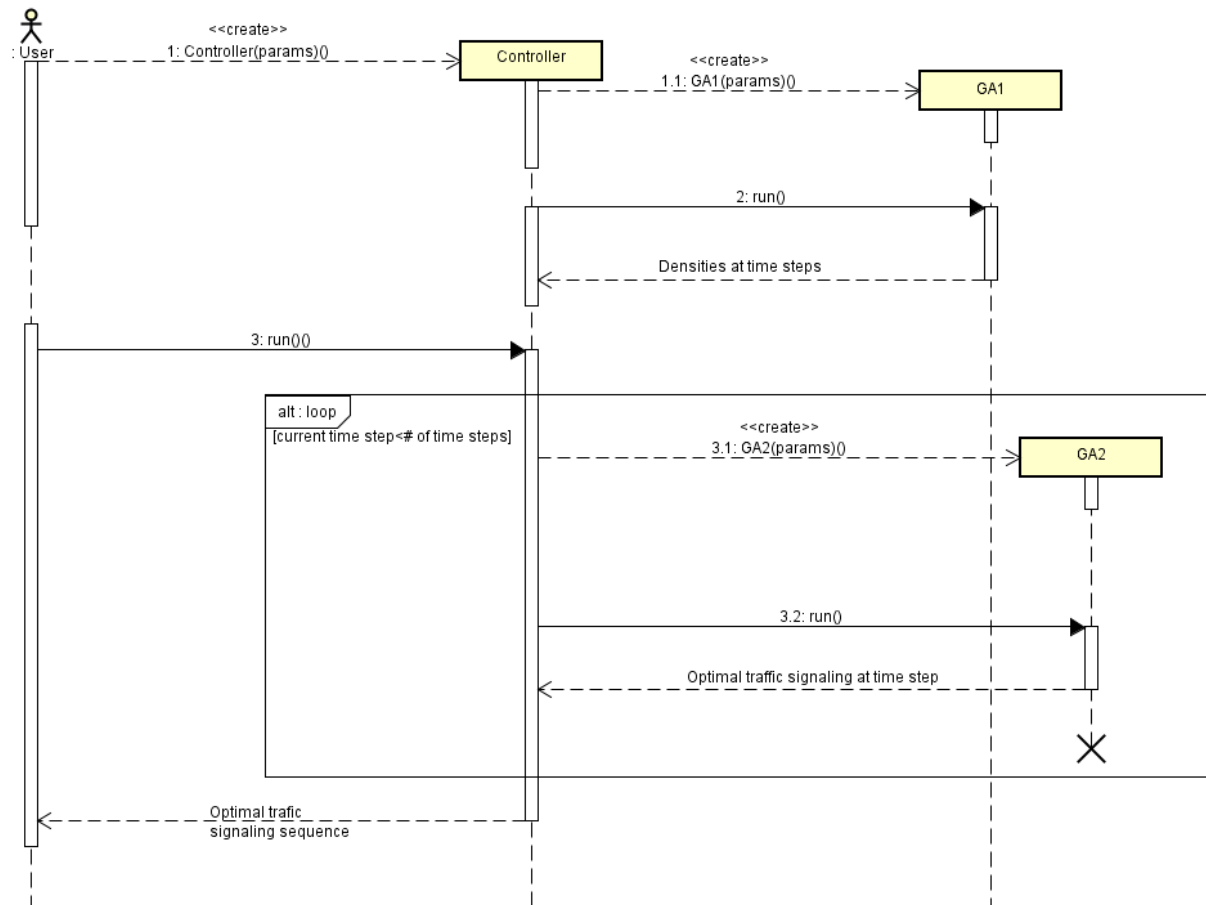 <<create>>
: User
1: Controller(params)()
Controller
<<create>>
1.1: GA1(params)()
GA1
2: run()
Densities at time steps
3: run()()
alt : loop
[current time step<# of time steps]
<<create>>
3.1: GA2(params)()
GA2
3.2: run()
Optimal traffic signaling at time step
Optimal trafic
signaling sequence